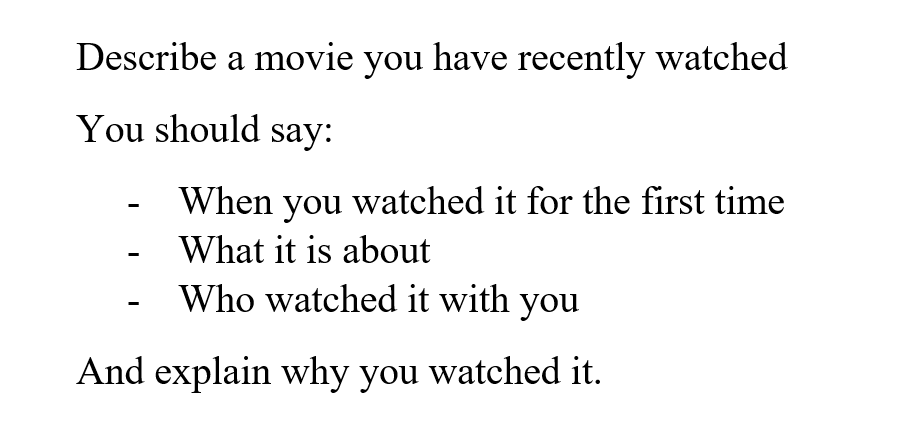 Describe a movie you have recently watched
You should say:
- When you watched it for the first time
- What it is about
- Who watched it with you
And explain why you watched it.